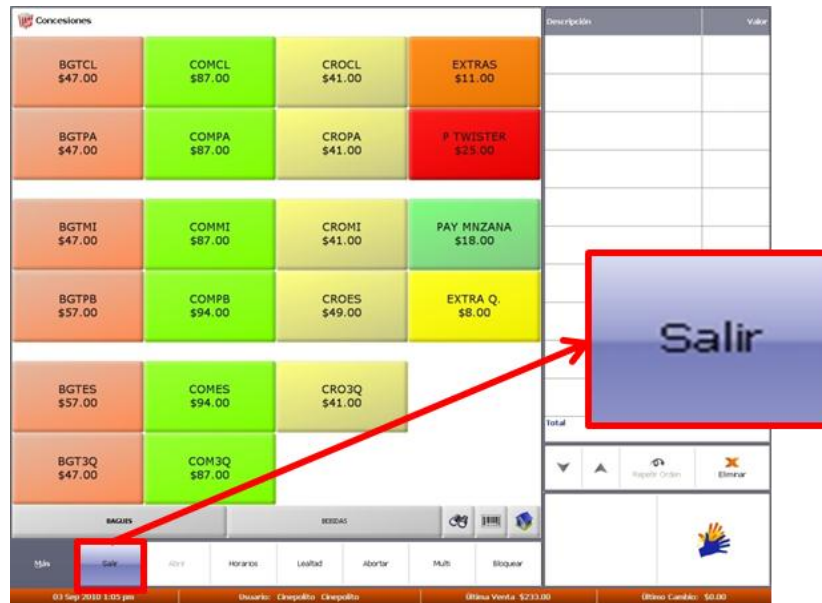 Concesiones
Descripción Valor
BGTCL COMCL CROCL EXTRAS
$47.00 $87.00 $41.00 $11.00
BGTPA COMPA CROPA P TWISTER
$47.00 $87.00 $41.00 $25.00
BGTMI COMMI CROMI PAY MNZANA
$47.00 $87.00 $41.00 $18.00
BGTPB COMPB CROES EXTRA Q.
$57.00 $94.00 $49.00 $8.00
Salir
BGTES COMES CRO3Q
$57.00 $94.00 $41.00
Total
BGT3Q COM3Q
$47.00 $87.00
Repetir Orden Eliminar
BAGUES BEBIDAS
Más Salir Abrir Horarios Lealtad Abortar Multi Bloquear
03 Sep 2010 1:05 pm Usuario: Cinepolito Cinepolito Última Venta $233.00 Último Cambio: $0.00